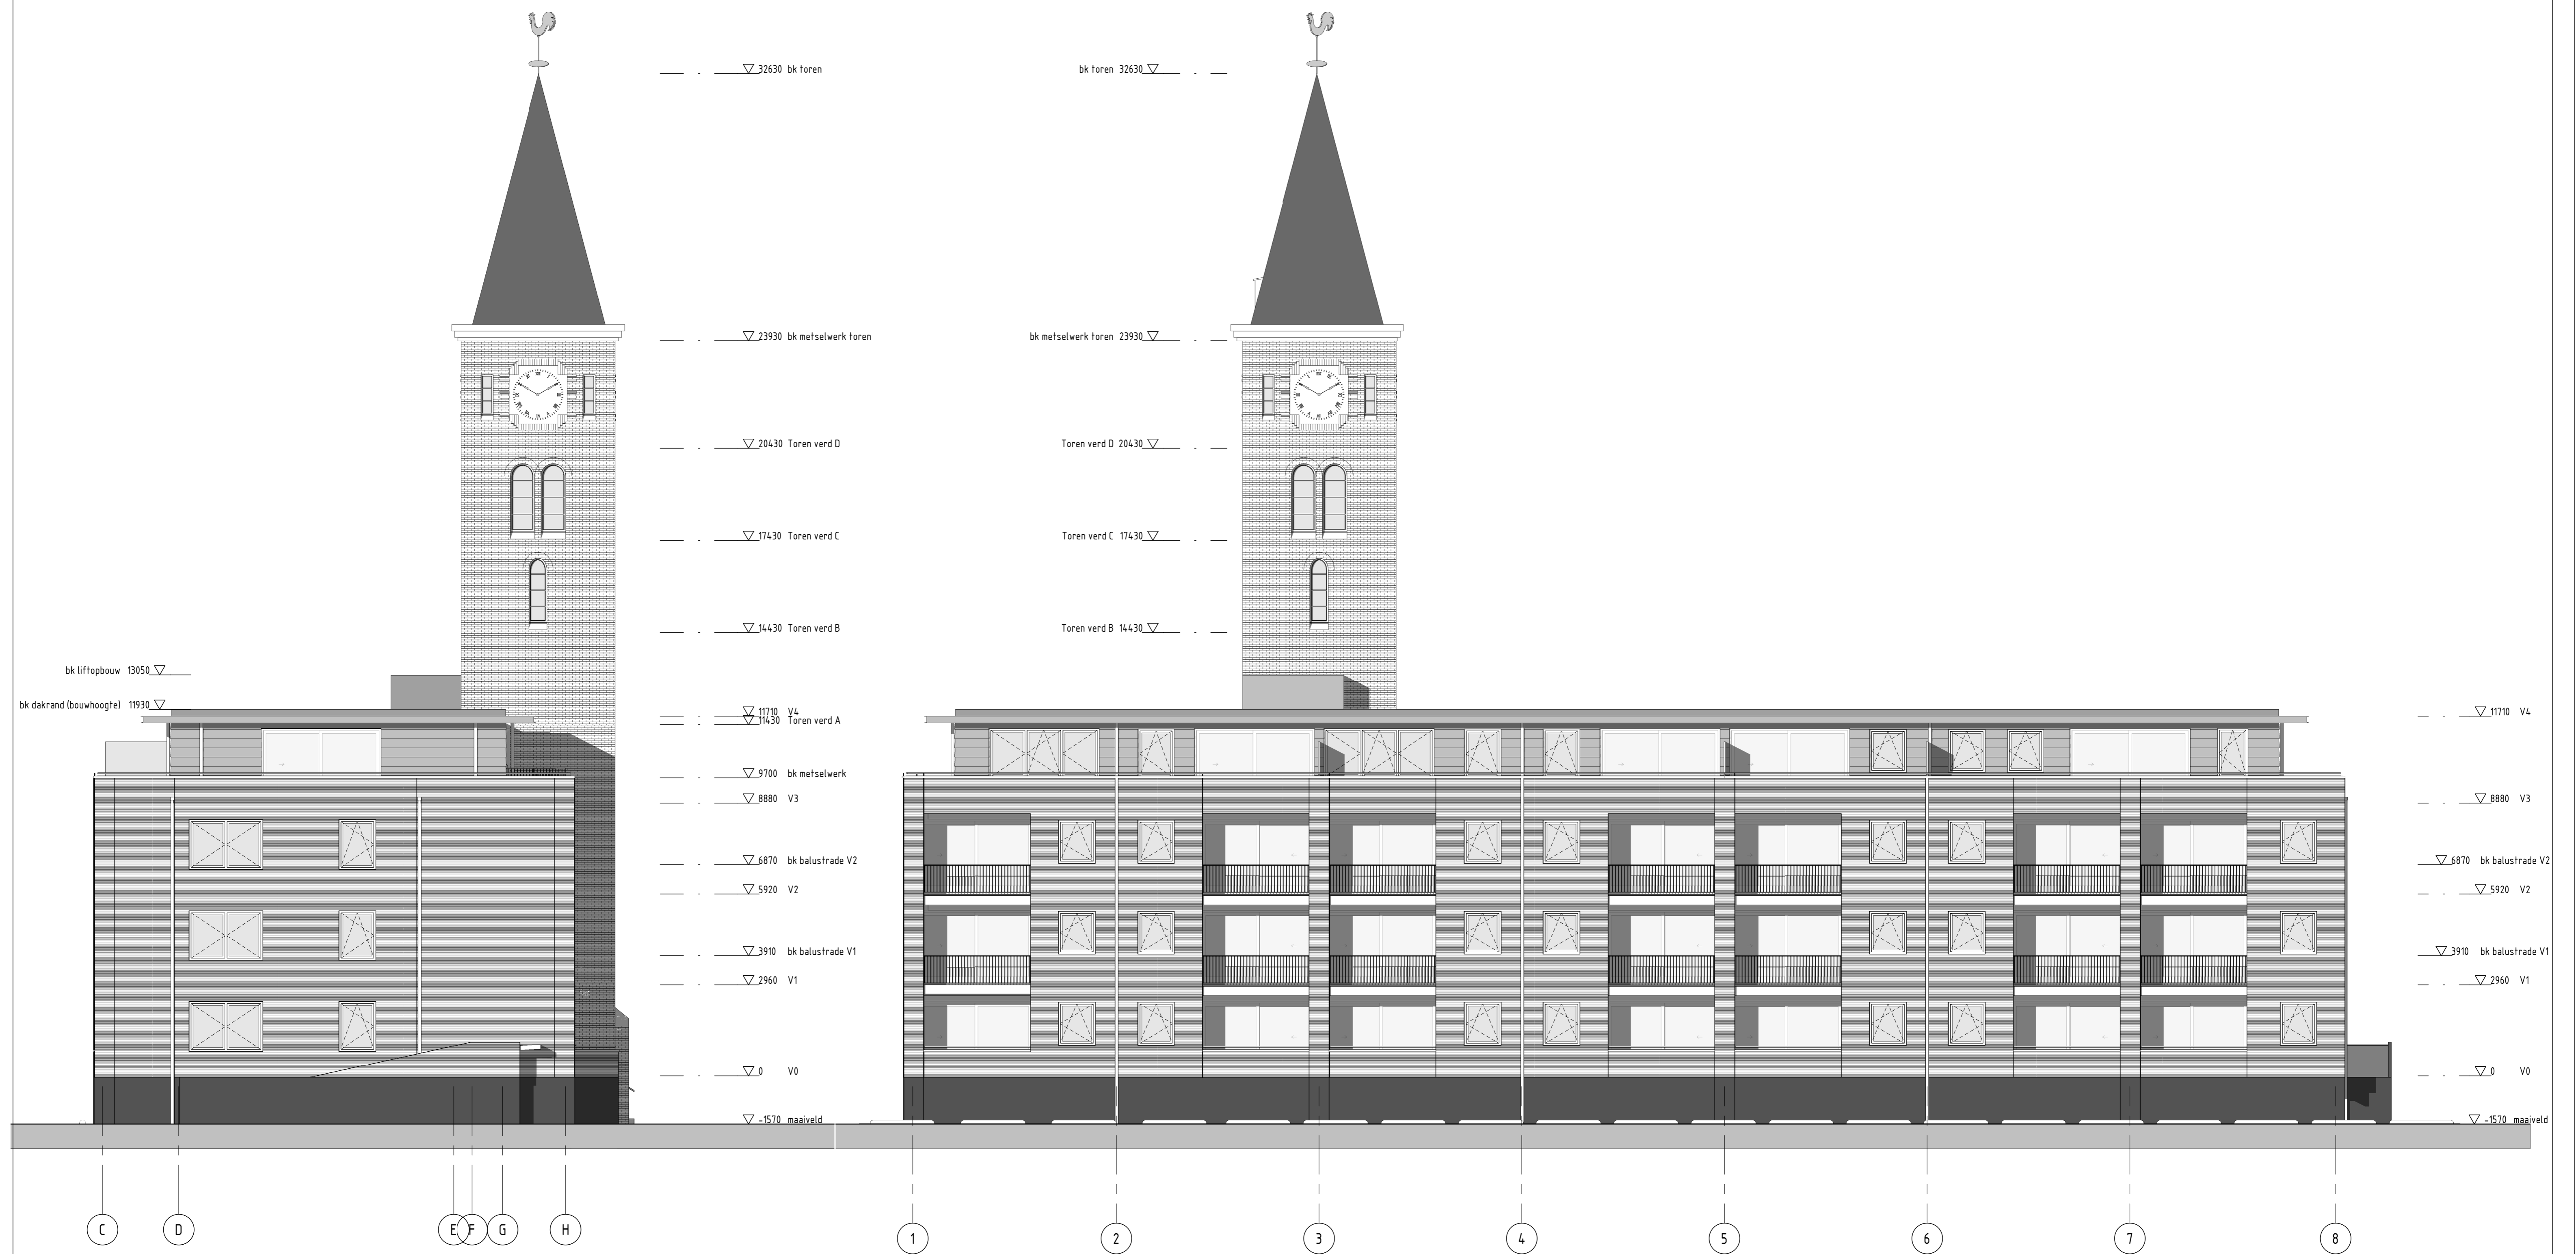 32630 bk toren
bk toren 32630
23930 bk metselwerk toren
bk metselwerk toren 23930
20430 Toren verd D
Toren verd D 20430
17430 Toren verd C
Toren verd C 17430
14430 Toren verd B
Toren verd B 14430
bk liftopbouw 13050
bk dakrand (bouwhoogte) 11930
11710 V4
11430 Toren verd A
11710 V4
9700 bk metselwerk
8880 V3
8880 V3
6870 bk balustrade V2
6870 bk balustrade V2
5920 V2
5920 V2
3910 bk balustrade V1
3910 bk balustrade V1
2960 V1
2960 V1
0 V0
0 V0
-1570 maaiveld
-1570 maaiveld
C D E F G H
1 2 3 4 5 6 7 8